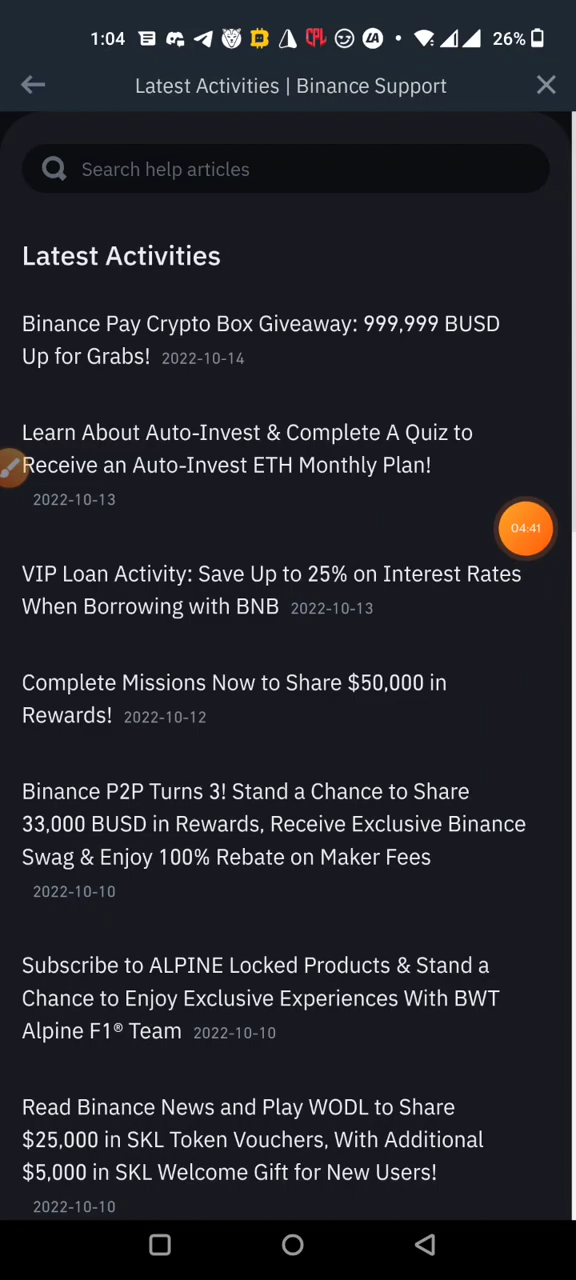 1:04
CPL
LA
26%
Latest Activities | Binance Support
Search help articles
Latest Activities
Binance Pay Crypto Box Giveaway: 999,999 BUSD
Up for Grabs! 2022-10-14
Learn About Auto-Invest & Complete A Quiz to
Receive an Auto-Invest ETH Monthly Plan!
2022-10-13
04:41
VIP Loan Activity: Save Up to 25% on Interest Rates
When Borrowing with BNB 2022-10-13
Complete Missions Now to Share $50,000 in
Rewards! 2022-10-12
Binance P2P Turns 3! Stand a Chance to Share
33,000 BUSD in Rewards, Receive Exclusive Binance
Swag & Enjoy 100% Rebate on Maker Fees
2022-10-10
Subscribe to ALPINE Locked Products & Stand a
Chance to Enjoy Exclusive Experiences With BWT
Alpine F1® Team 2022-10-10
Read Binance News and Play WODL to Share
$25,000 in SKL Token Vouchers, With Additional
$5,000 in SKL Welcome Gift for New Users!
2022-10-10